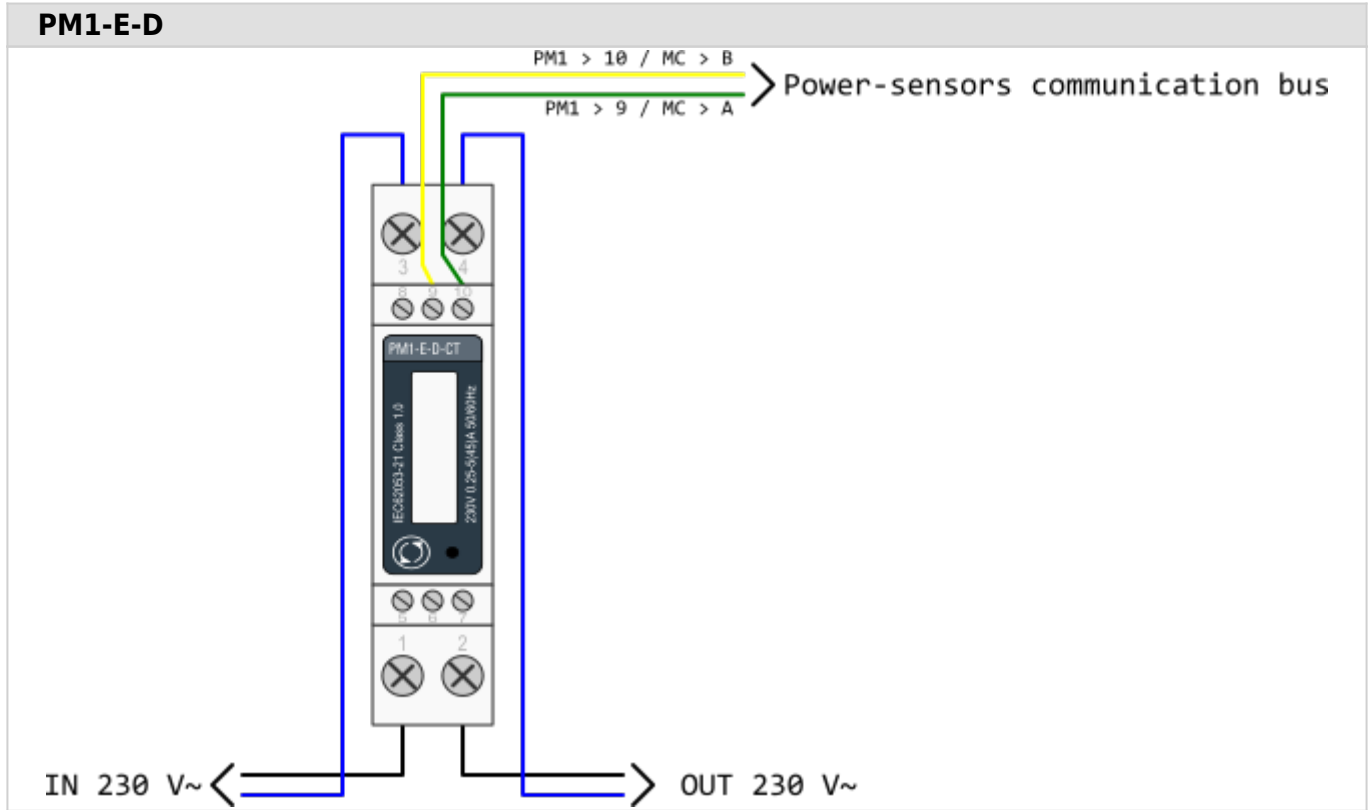 PM1-E-D
PM1 > 10 / MC > B
Power-sensors communication bus
PM1 > 9 / MC > A
3 4
8 9 10
PM1-E-D-CT
IEC62053-21 Class 1.0
230V 0.25-5(45)A 50/60Hz
5 6 7
1 2
IN 230 V~
OUT 230 V~